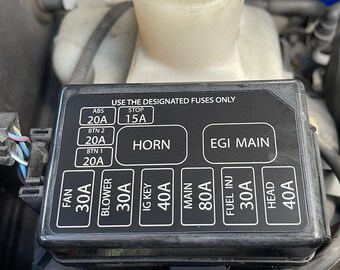 USE THE DESIGNATED FUSES ONLY
ABS
20A
STOP
15A
BTN 2
20A
BTN 1
20A
HORN
EGI MAIN
FAN
30A
BLOWER
30A
IG KEY
40A
MAIN
80A
FUEL INJ
30A
HEAD
40A